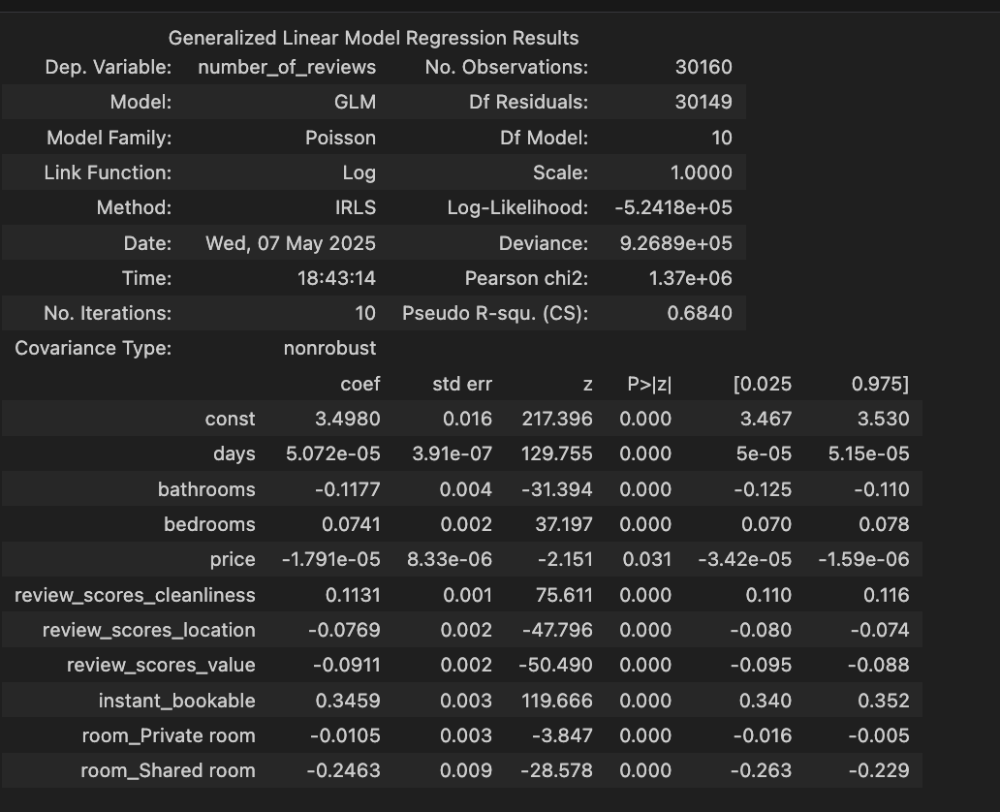 Generalized Linear Model Regression Results
Dep. Variable: number_of_reviews No. Observations: 30160
Model: GLM Df Residuals: 30149
Model Family: Poisson Df Model: 10
Link Function: Log Scale: 1.0000
Method: IRLS Log-Likelihood: -5.2418e+05
Date: Wed, 07 May 2025 Deviance: 9.2689e+05
Time: 18:43:14 Pearson chi2: 1.37e+06
No. Iterations: 10 Pseudo R-squ. (CS): 0.6840
Covariance Type: nonrobust
coef std err z P>|z| [0.025 0.975]
const 3.4980 0.016 217.396 0.000 3.467 3.530
days 5.072e-05 3.91e-07 129.755 0.000 5e-05 5.15e-05
bathrooms -0.1177 0.004 -31.394 0.000 -0.125 -0.110
bedrooms 0.0741 0.002 37.197 0.000 0.070 0.078
price -1.791e-05 8.33e-06 -2.151 0.031 -3.42e-05 -1.59e-06
review_scores_cleanliness 0.1131 0.001 75.611 0.000 0.110 0.116
review_scores_location -0.0769 0.002 -47.796 0.000 -0.080 -0.074
review_scores_value -0.0911 0.002 -50.490 0.000 -0.095 -0.088
instant_bookable 0.3459 0.003 119.666 0.000 0.340 0.352
room_Private room -0.0105 0.003 -3.847 0.000 -0.016 -0.005
room_Shared room -0.2463 0.009 -28.578 0.000 -0.263 -0.229